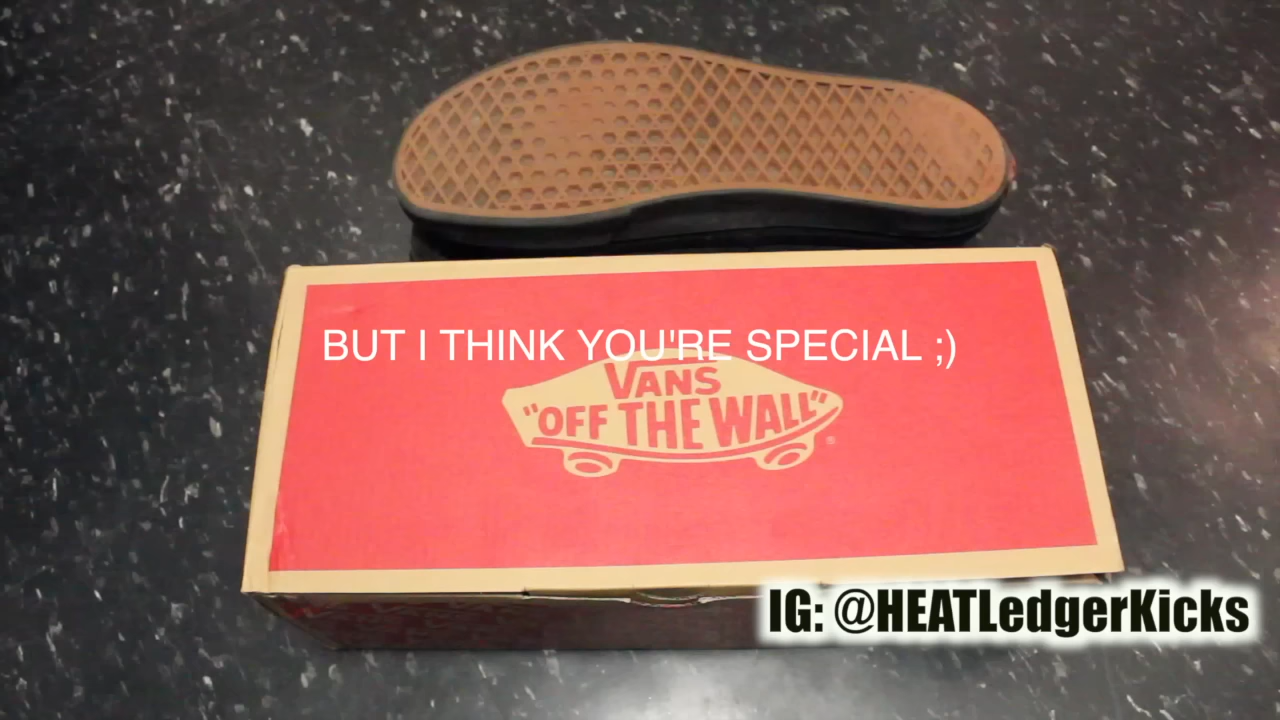 BUT I THINK YOU'RE SPECIAL ;)
VANS
"OFF THE WALL"
®
IG: @HEATLedgerKicks